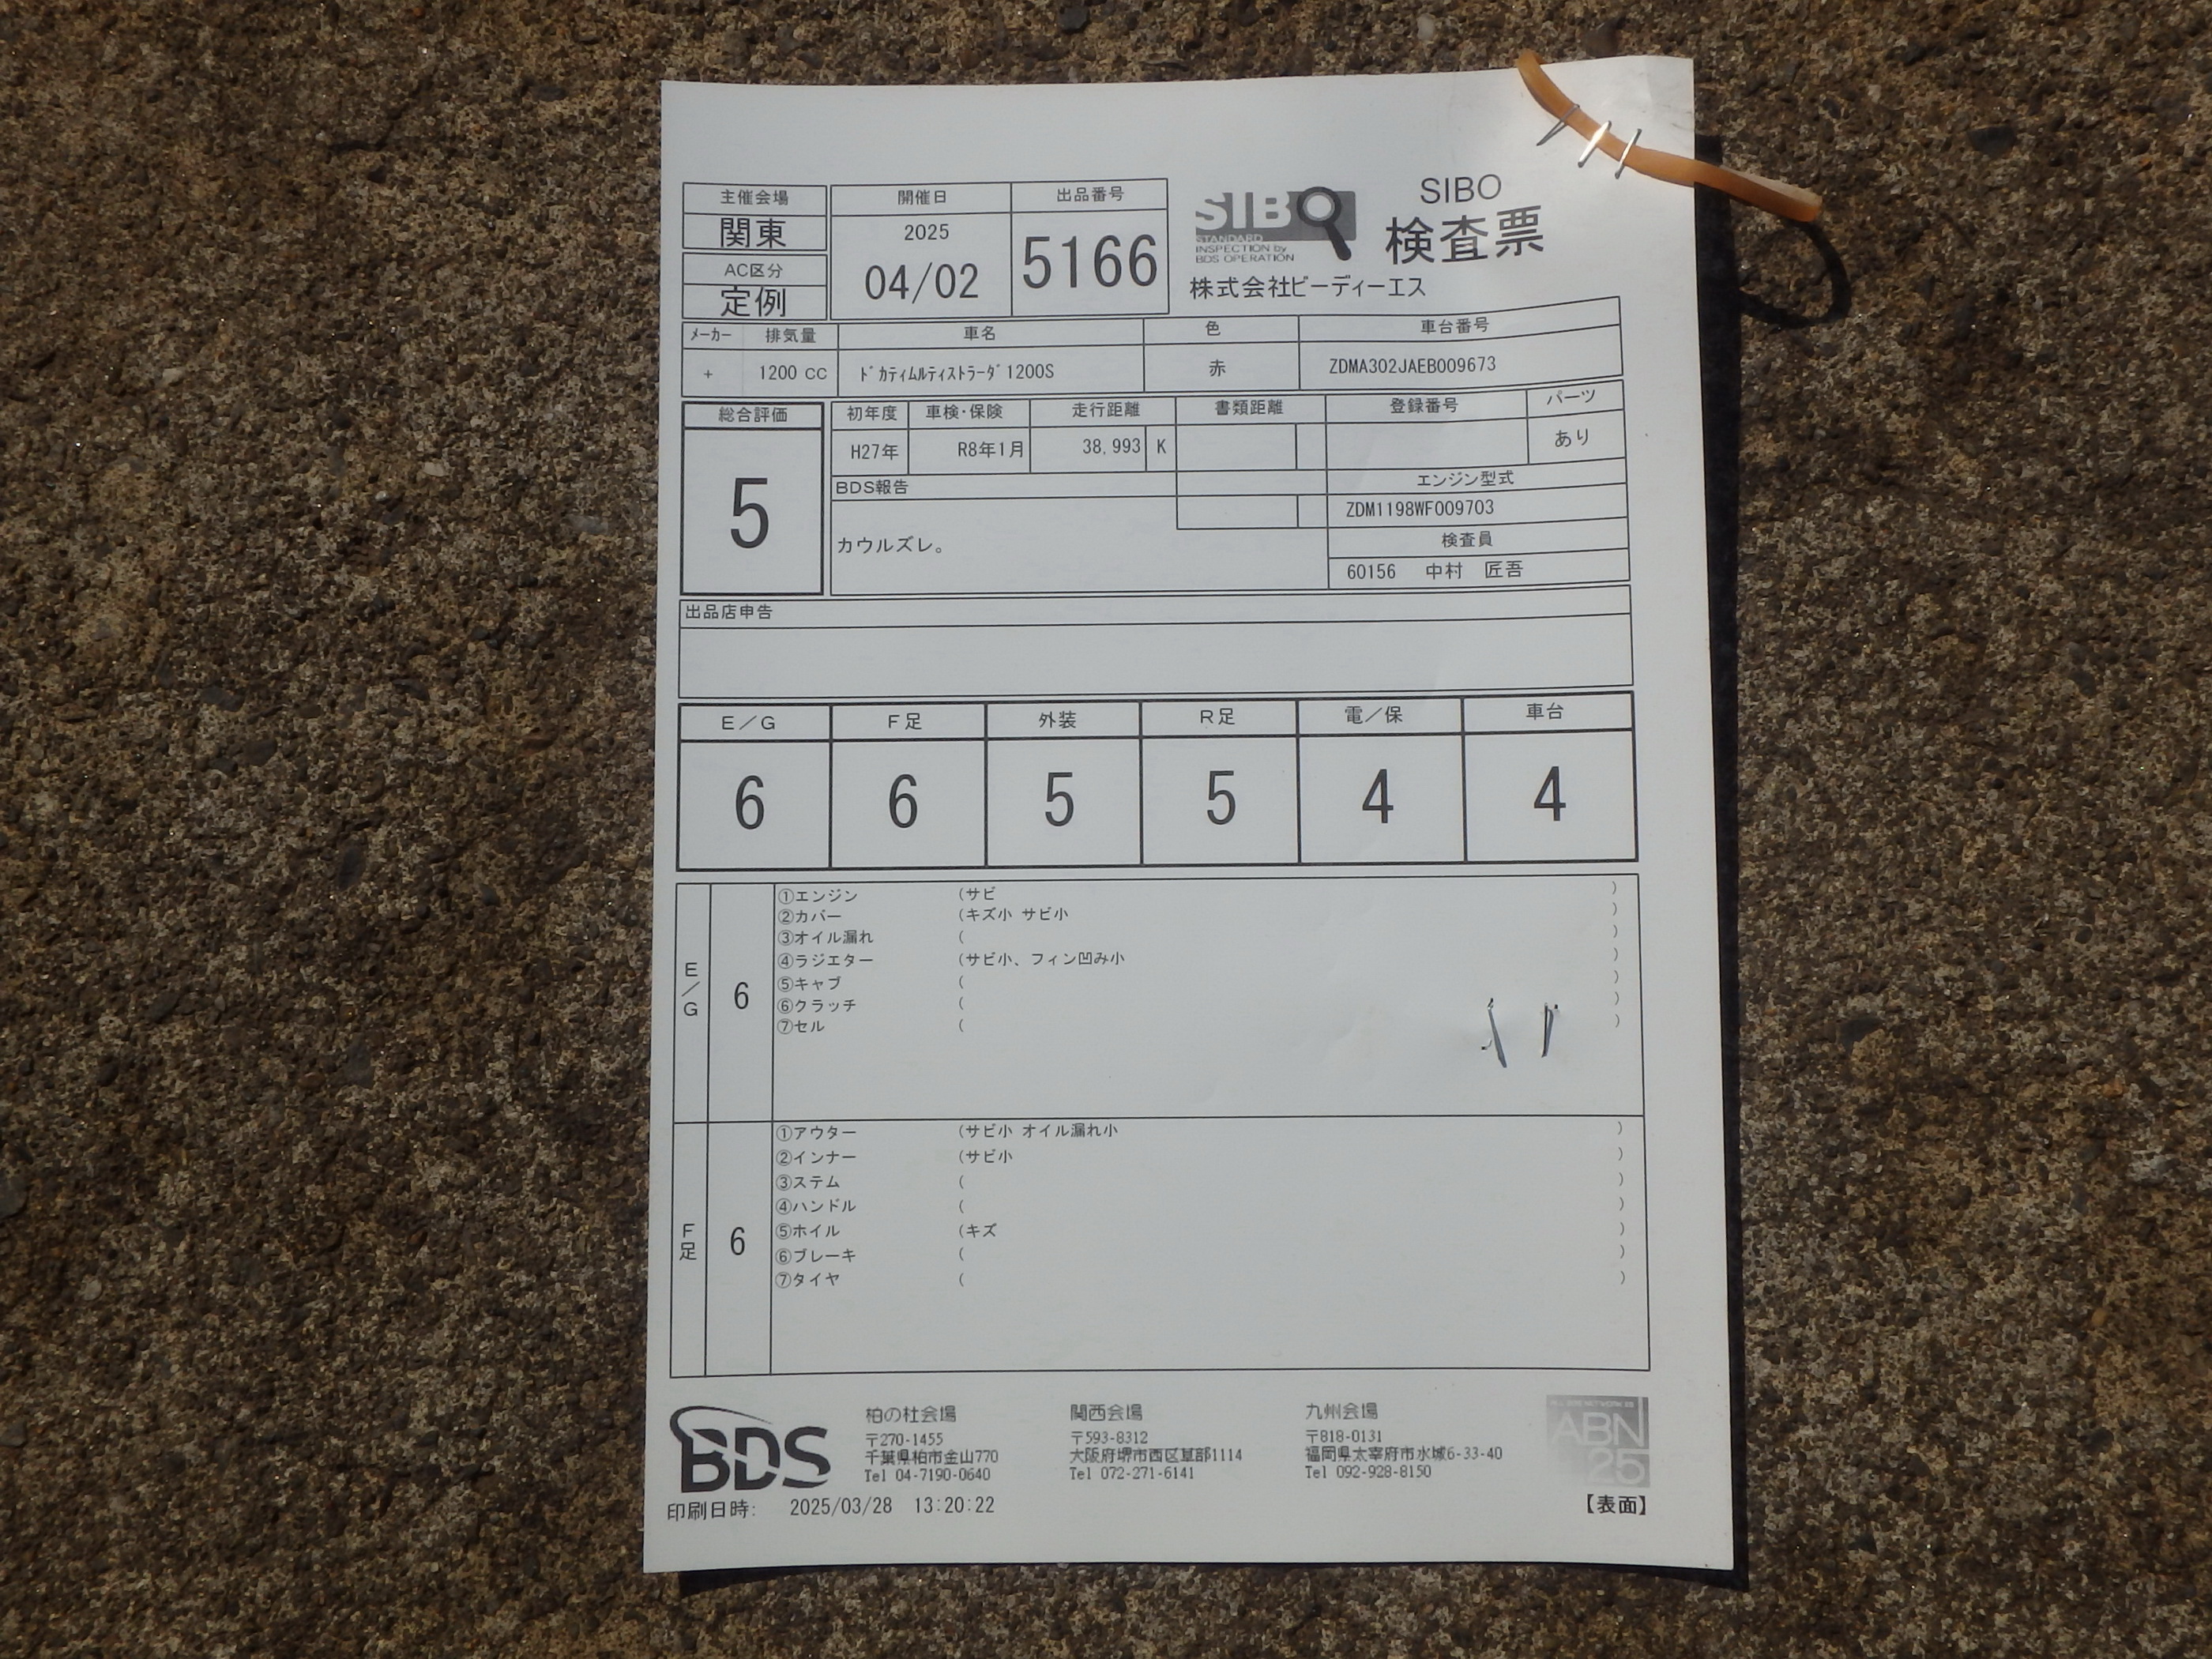 主催会場
関東
AC区分
定例
開催日
2025
04/02
出品番号
5166
SIBO
STANDARD
INSPECTION by
BDS OPERATION
SIBO
検査票
株式会社ビーディーエス
ﾒｰｶｰ 排気量 車名 色 車台番号
+ 1200 CC ﾄﾞｶﾃｨﾑﾙﾃｨｽﾄﾗｰﾀﾞ1200S 赤 ZDMA302JAEB009673
総合評価
5
初年度 車検・保険 走行距離 書類距離 登録番号 パーツ
H27年 R8年1月 38,993 K あり
BDS報告
カウルズレ。
エンジン型式
ZDM1198WF009703
検査員
60156 中村 匠吾
出品店申告
E/G F足 外装 R足 電/保 車台
6 6 5 5 4 4
E/G
6
①エンジン (サビ )
②カバー (キズ小 サビ小 )
③オイル漏れ ( )
④ラジエター (サビ小、フィン凹み小 )
⑤キャブ ( )
⑥クラッチ ( )
⑦セル ( )
F足
6
①アウター (サビ小 オイル漏れ小 )
②インナー (サビ小 )
③ステム ( )
④ハンドル ( )
⑤ホイル (キズ )
⑥ブレーキ ( )
⑦タイヤ ( )
BDS
柏の杜会場
〒270-1455
千葉県柏市金山770
Tel 04-7190-0640
関西会場
〒593-8312
大阪府堺市西区草部1114
Tel 072-271-6141
九州会場
〒818-0131
福岡県太宰府市水城6-33-40
Tel 092-928-8150
ABN
25
印刷日時: 2025/03/28 13:20:22
【表面】